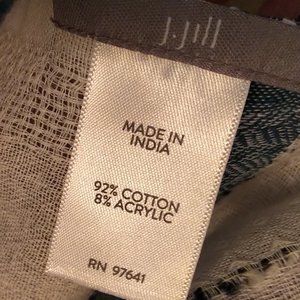 J.Jill
MADE IN
INDIA
92% COTTON
8% ACRYLIC
RN 97641